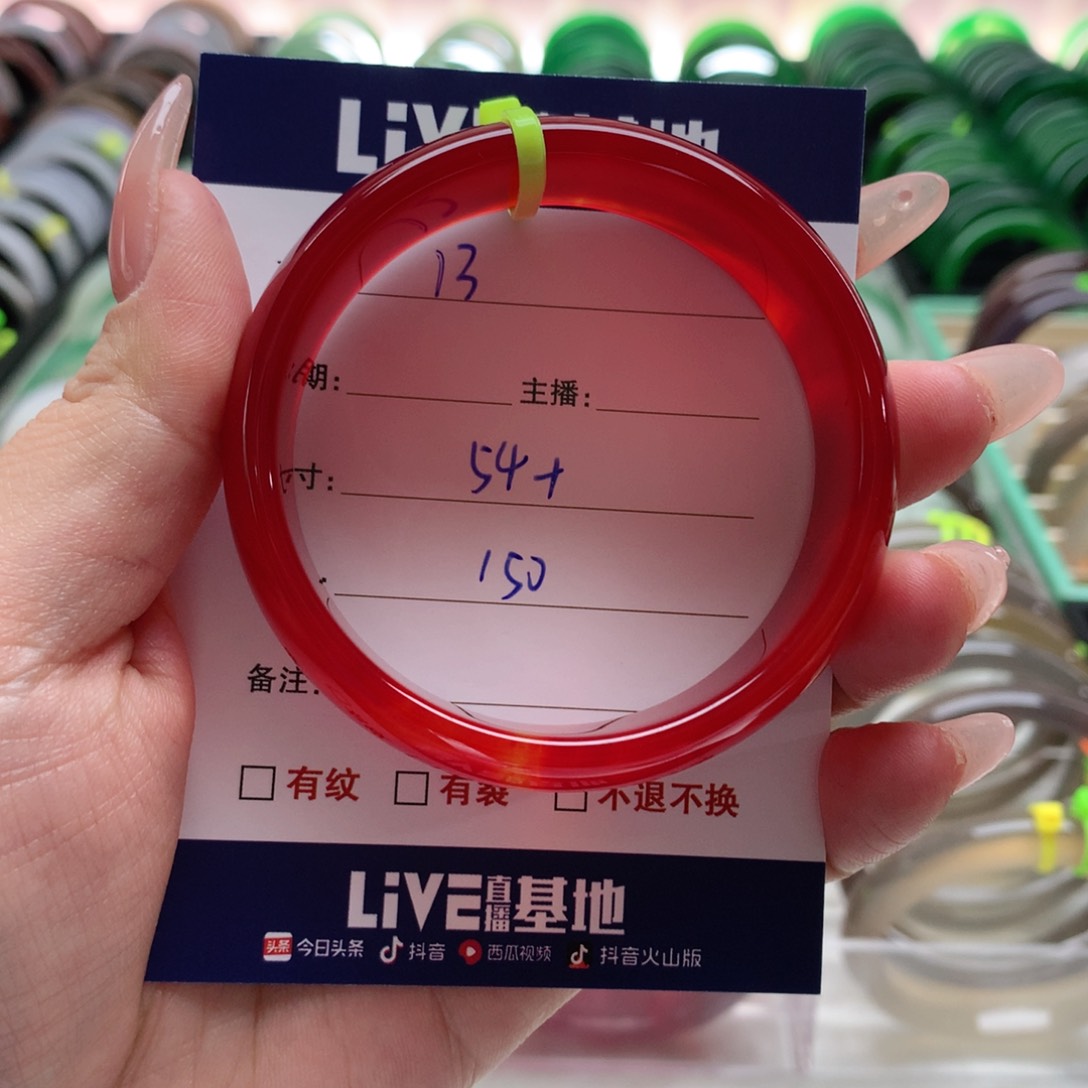 LiVE 地
13
期: 主播:
寸: 54+
150
备注:
有纹 有裂 不退不换
LiVE直播基地
头条 今日头条 抖音 西瓜视频 抖音火山版